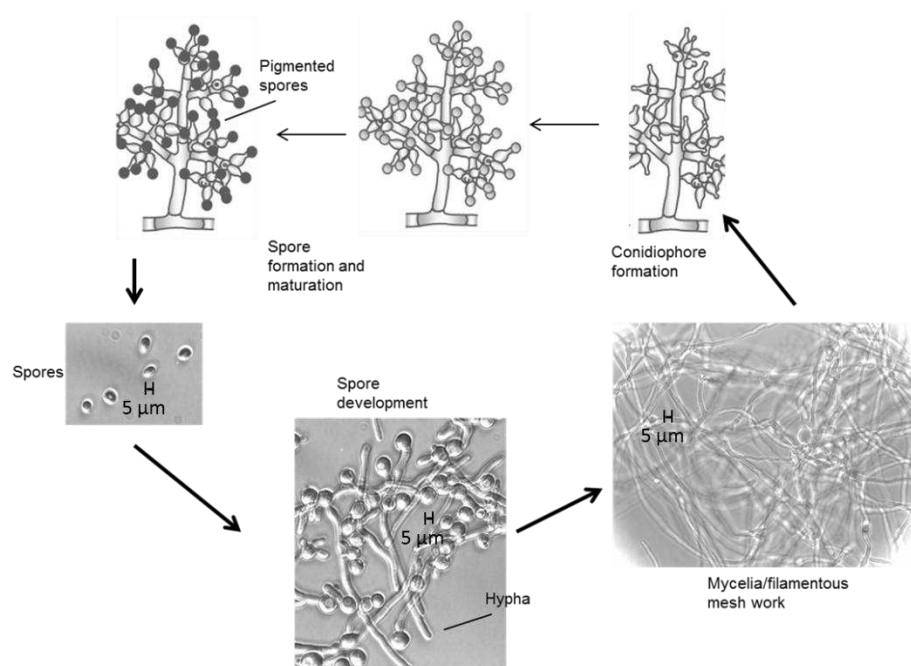 Pigmented
spores
Spore
formation and
maturation
Conidiophore
formation
Spores
H
5 μm
Spore
development
H
5 μm
Hypha
H
5 μm
Mycelia/filamentous
mesh work